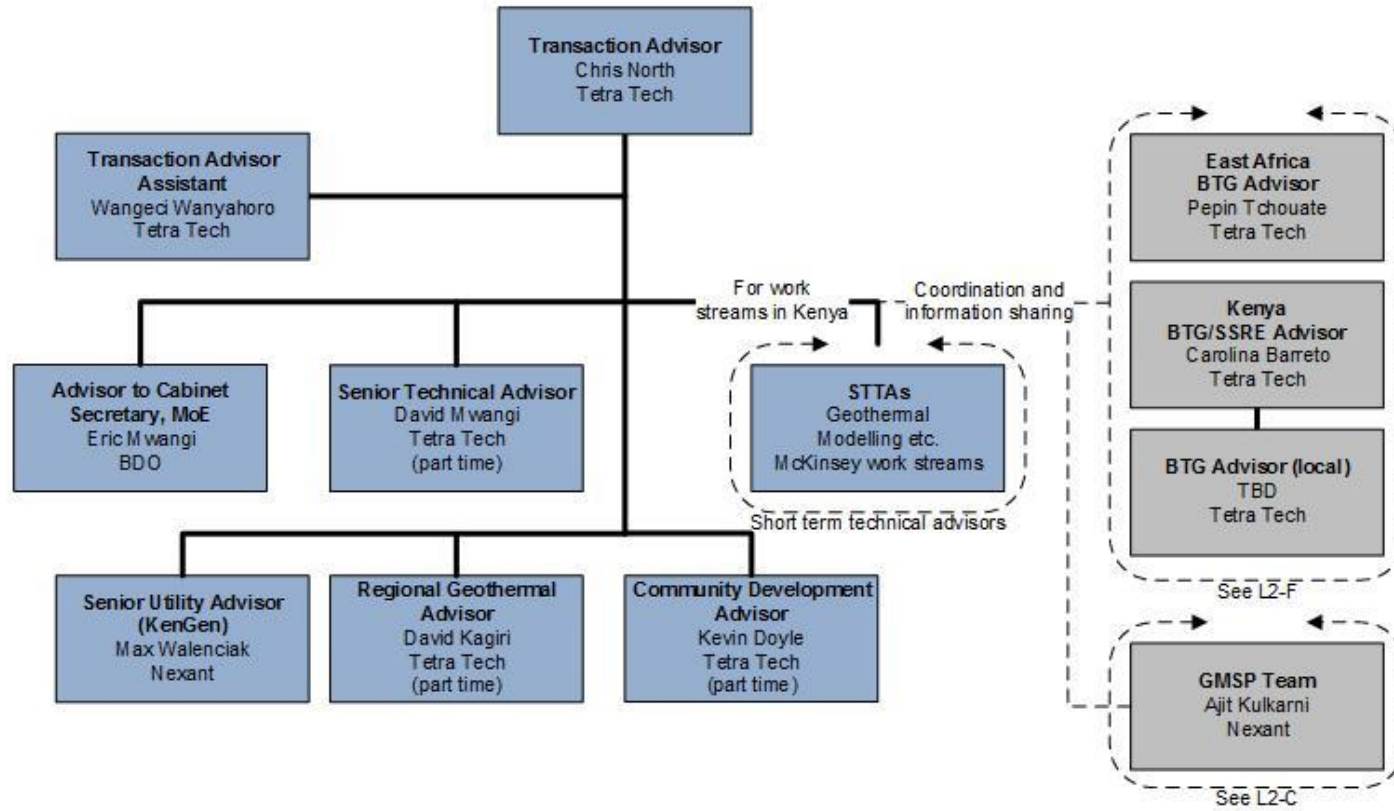 Transaction Advisor
Chris North
Tetra Tech
Transaction Advisor
Assistant
Wangeci Wanyahoro
Tetra Tech
For work
streams in Kenya
Coordination and
information sharing
Advisor to Cabinet
Secretary, MoE
Eric Mwangi
BDO
Senior Technical Advisor
David Mwangi
Tetra Tech
(part time)
STTAs
Geothermal
Modelling etc.
McKinsey work streams
Short term technical advisors
Senior Utility Advisor
(KenGen)
Max Walenciak
Nexant
Regional Geothermal
Advisor
David Kagiri
Tetra Tech
(part time)
Community Development
Advisor
Kevin Doyle
Tetra Tech
(part time)
East Africa
BTG Advisor
Pepin Tchouate
Tetra Tech
Kenya
BTG/SSRE Advisor
Carolina Barreto
Tetra Tech
BTG Advisor (local)
TBD
Tetra Tech
See L2-F
GMSP Team
Ajit Kulkarni
Nexant
See L2-C